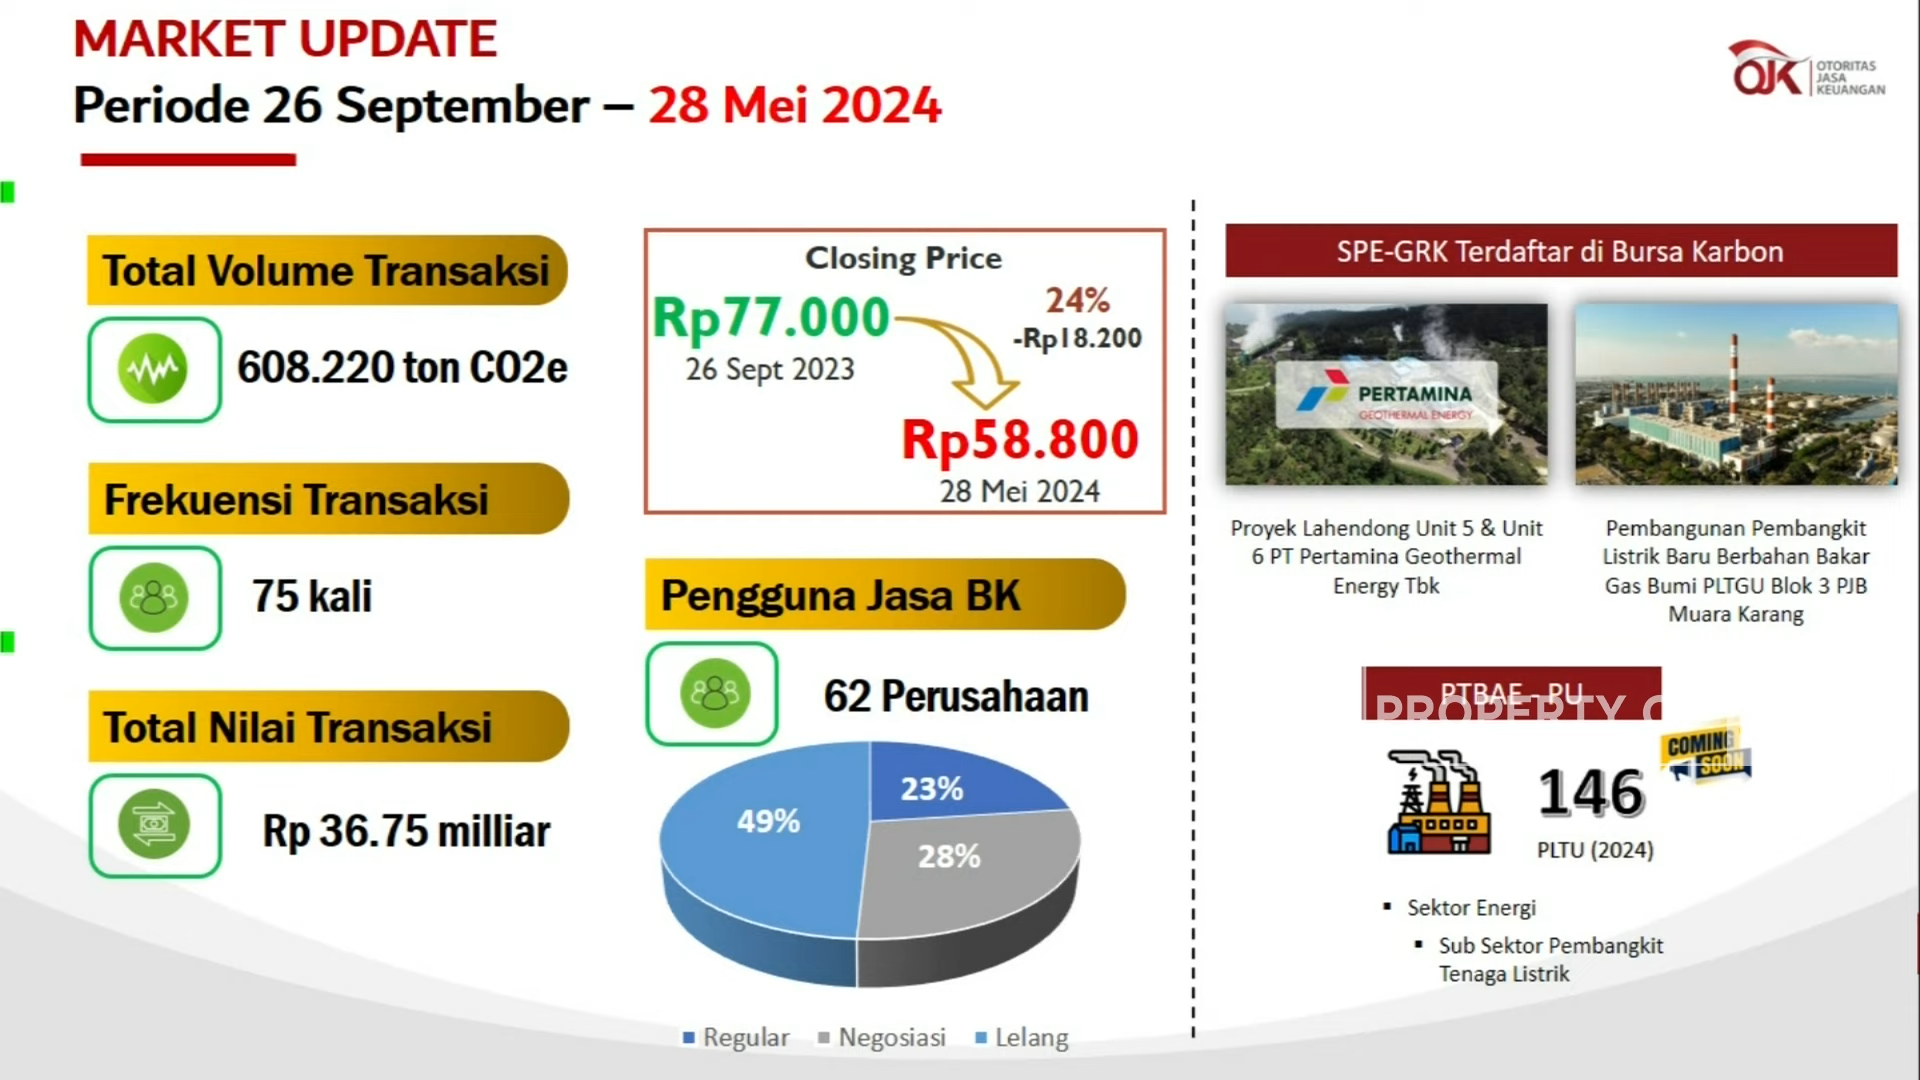 MARKET UPDATE
Periode 26 September – 28 Mei 2024
OJK
OTORITAS
JASA
KEUANGAN
Total Volume Transaksi
608.220 ton CO2e
Frekuensi Transaksi
75 kali
Total Nilai Transaksi
Rp 36.75 milliar
Closing Price
Rp77.000
26 Sept 2023
24%
-Rp18.200
Rp58.800
28 Mei 2024
Pengguna Jasa BK
62 Perusahaan
23%
49%
28%
Regular
Negosiasi
Lelang
SPE-GRK Terdaftar di Bursa Karbon
PERTAMINA
GEOTHERMAL ENERGY
Proyek Lahendong Unit 5 & Unit
6 PT Pertamina Geothermal
Energy Tbk
Pembangunan Pembangkit
Listrik Baru Berbahan Bakar
Gas Bumi PLTGU Blok 3 PJB
Muara Karang
PTBAE - PU
PROPERTY
COMING
SOON
146
PLTU (2024)
Sektor Energi
Sub Sektor Pembangkit
Tenaga Listrik